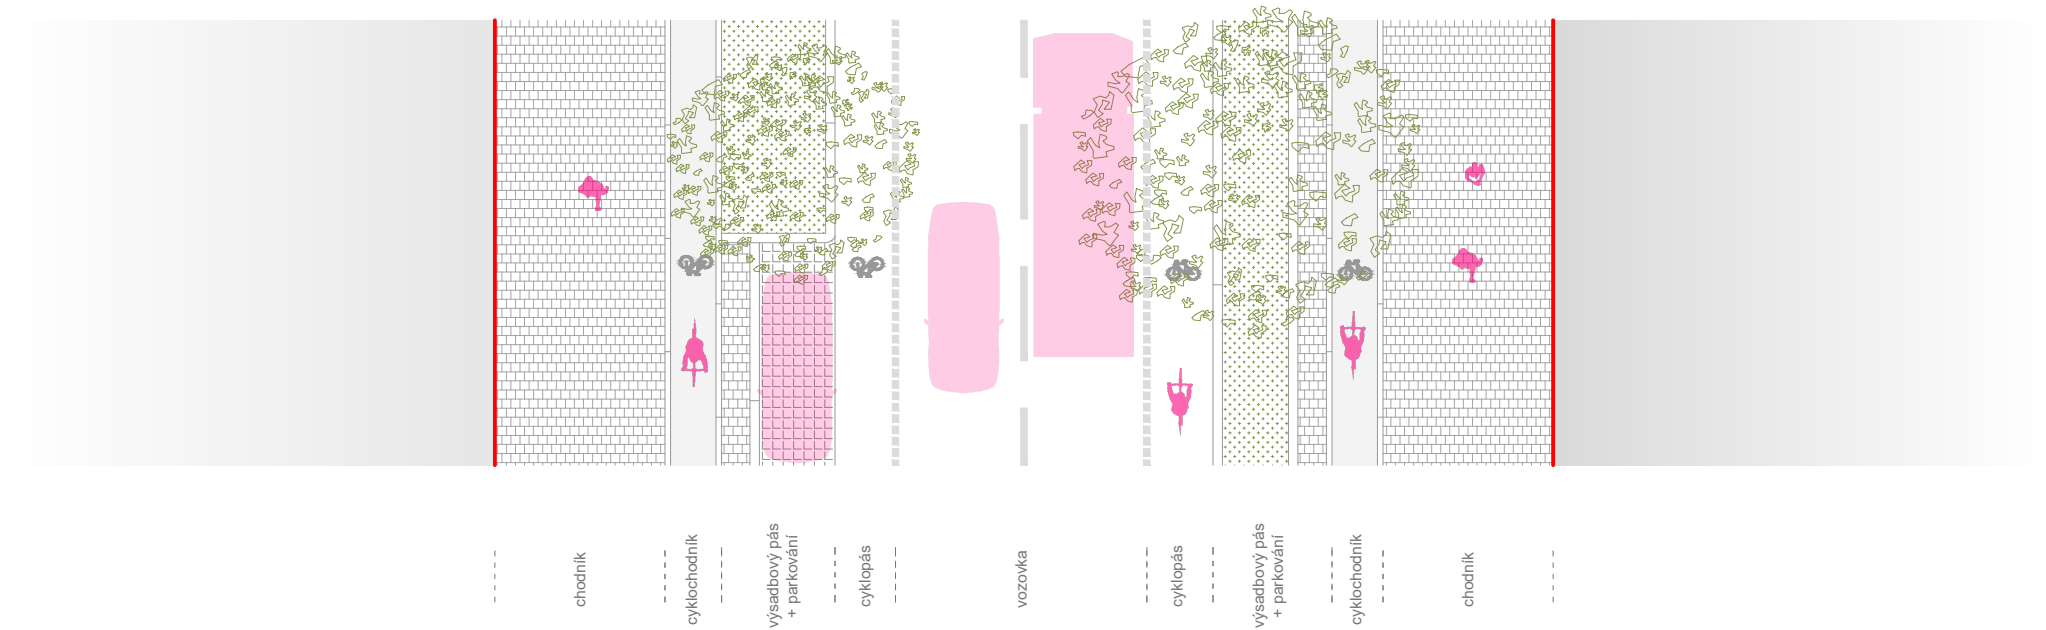 chodník
cyklochodník
výsadbový pás
+ parkování
cyklopás
vozovka
cyklopás
výsadbový pás
+ parkování
cyklochodník
chodník